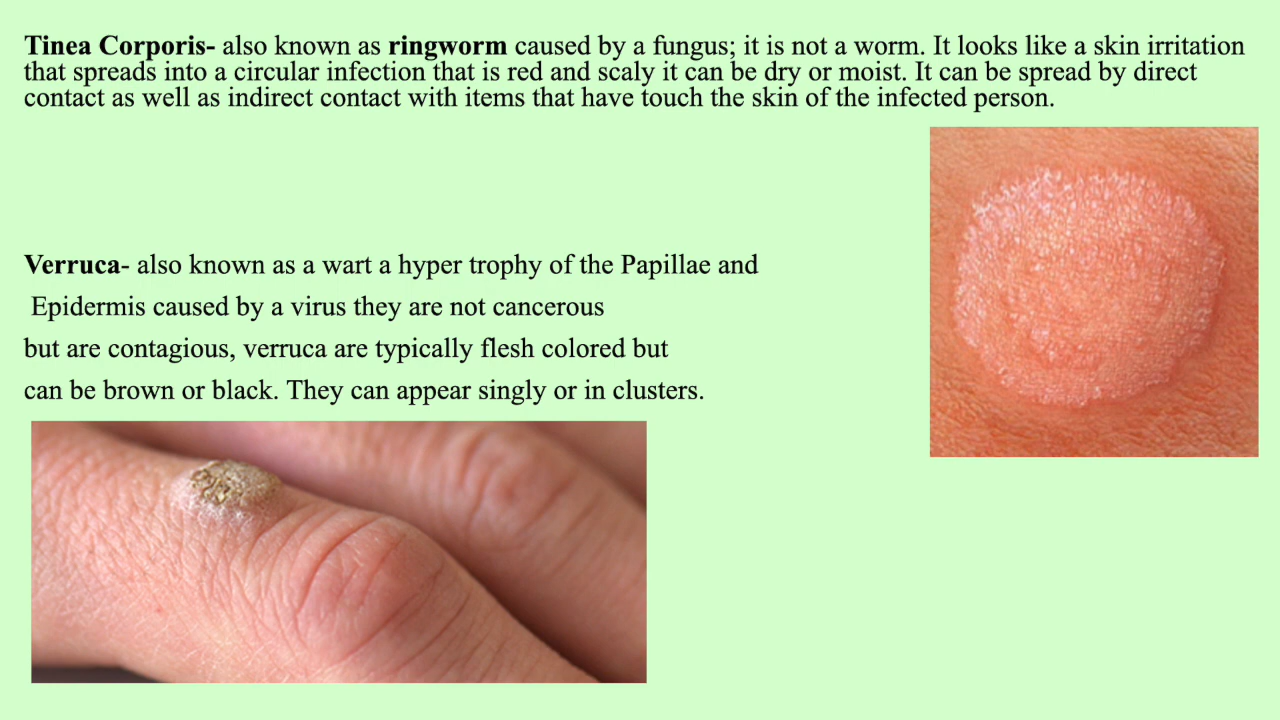 Tinea Corporis- also known as ringworm caused by a fungus; it is not a worm. It looks like a skin irritation
that spreads into a circular infection that is red and scaly it can be dry or moist. It can be spread by direct
contact as well as indirect contact with items that have touch the skin of the infected person.
Verruca- also known as a wart a hyper trophy of the Papillae and
Epidermis caused by a virus they are not cancerous
but are contagious, verruca are typically flesh colored but
can be brown or black. They can appear singly or in clusters.